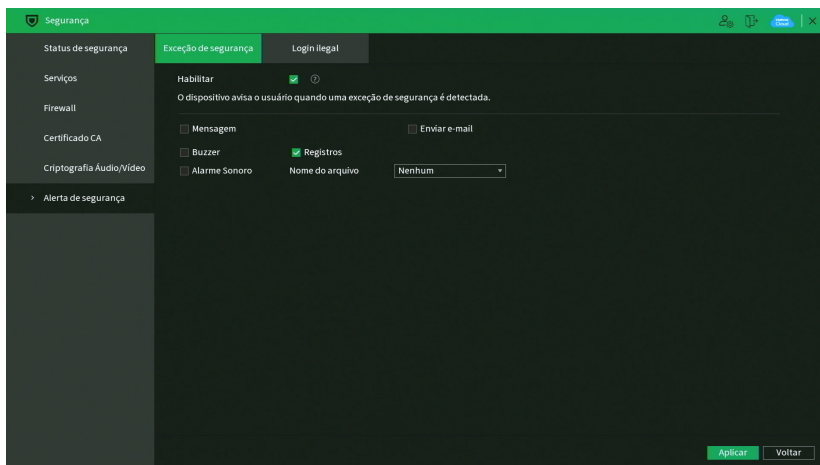 Segurança
Status de segurança
Serviços
Firewall
Certificado CA
Criptografia Áudio/Vídeo
Alerta de segurança
Exceção de segurança Login ilegal
Habilitar
O dispositivo avisa o usuário quando uma exceção de segurança é detectada.
Mensagem Enviar e-mail
Buzzer Registros
Alarme Sonoro Nome do arquivo Nenhum
Aplicar Voltar